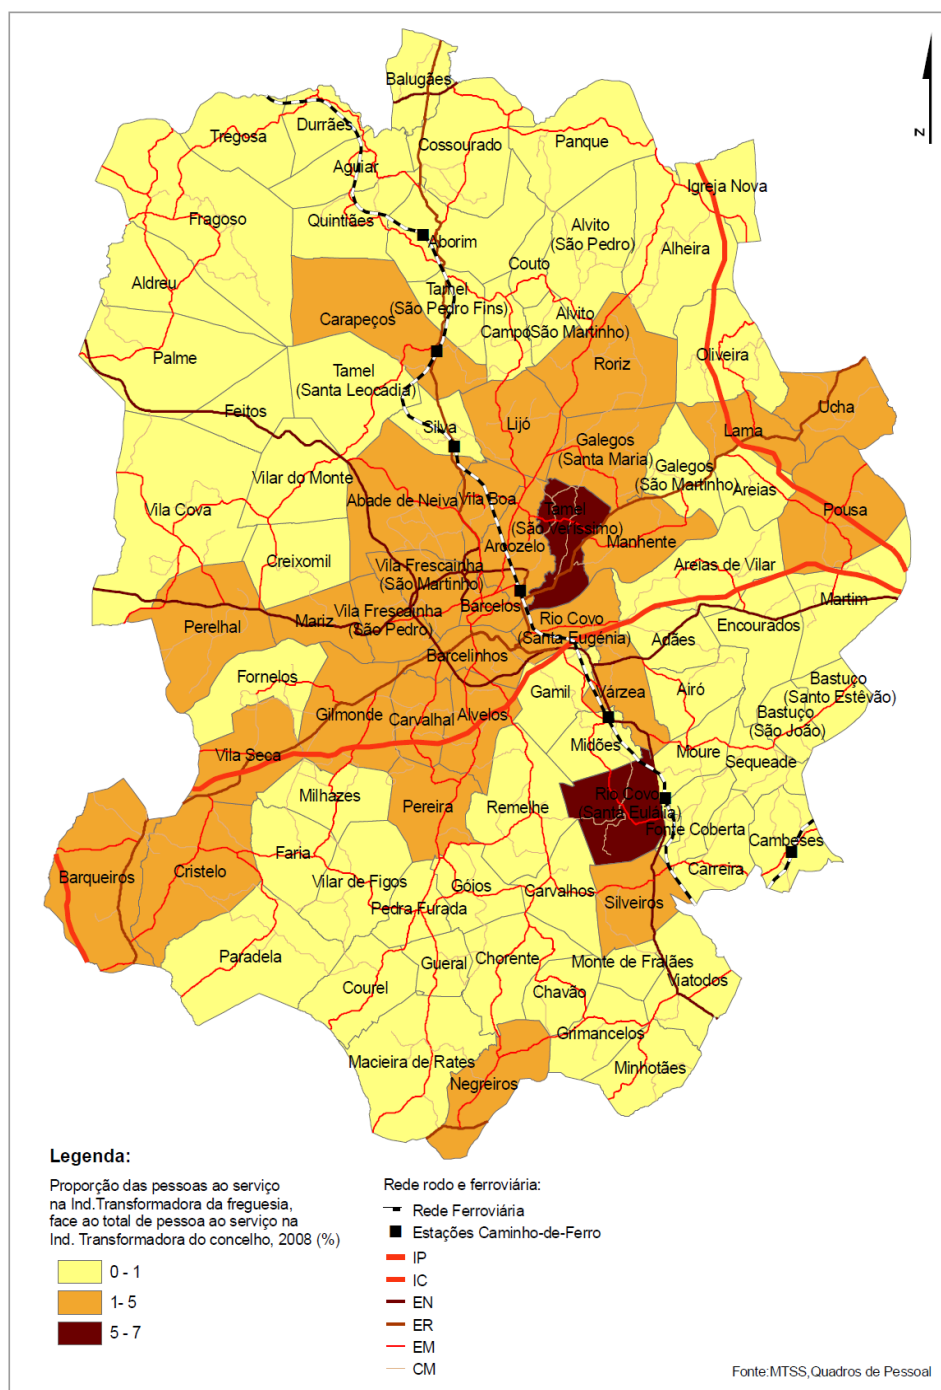 Balugães
Durrães
Tregosa
Cossourado
Panque
Aguiar
Igreja Nova
Fragoso
Quintiães
Alvito
(São Pedro)
Aborim
Alheira
Couto
Aldreu
Tamel
(São Pedro Fins)
Carapeços
Campo
Alvito
(São Martinho)
Palme
Oliveira
Roriz
Tamel
(Santa Leocádia)
Feitos
Ucha
Silva
Lijó
Lama
Galegos
(Santa Maria)
Galegos
(São Martinho)
Vilar do Monte
Areias
Abade de Neiva
Vila Boa
Vila Cova
Tamel
(São Veríssimo)
Pousa
Arcozelo
Manhente
Creixomil
Vila Frescainha
(São Martinho)
Areias de Vilar
Martim
Barcelos
Perelhal
Mariz
Vila Frescainha
(São Pedro)
Rio Covo
(Santa Eugénia)
Encourados
Adães
Barcelinhos
Fornelos
Gamil
Várzea
Airó
Bastuço
(Santo Estêvão)
Gilmonde
Carvalhal
Alvelos
Bastuço
(São João)
Vila Seca
Midões
Moure
Sequeade
Milhazes
Pereira
Remelhe
Rio Covo
(Santa Eulália)
Fonte Coberta
Cambeses
Faria
Barqueiros
Cristelo
Carreira
Vilar de Figos
Góios
Carvalhos
Silveiros
Pedra Furada
Paradela
Gueral
Chorente
Monte de Fralães
Courel
Viatodos
Chavão
Grimancelos
Macieira de Rates
Minhotães
Negreiros
N
Legenda:
Proporção das pessoas ao serviço
na Ind.Transformadora da freguesia,
face ao total de pessoa ao serviço na
Ind. Transformadora do concelho, 2008 (%)
0 - 1
1- 5
5 - 7
Rede rodo e ferroviária:
Rede Ferroviária
Estações Caminho-de-Ferro
IP
IC
EN
ER
EM
CM
Fonte:MTSS,Quadros de Pessoal